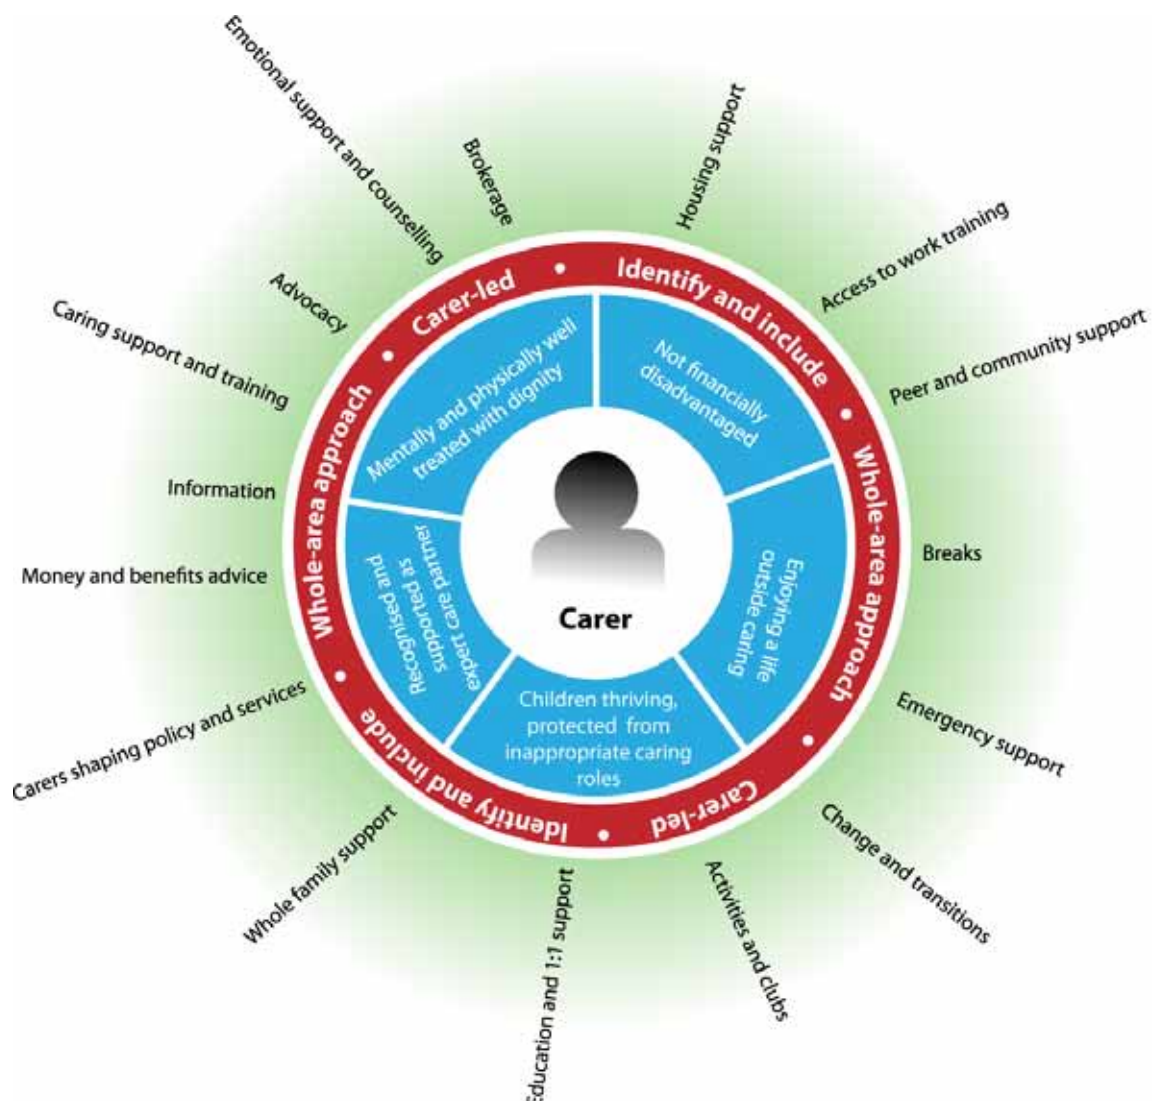 Emotional support and counselling
Brokerage
Housing support
Access to work training
Peer and community support
Breaks
Emergency support
Change and transitions
Activities and clubs
Education and 1:1 support
Whole family support
Carers shaping policy and services
Money and benefits advice
Information
Caring support and training
Advocacy
Carer-led
•
Identify and include
•
Whole-area approach
•
Carer-led
•
Identify and include
•
Whole-area approach
•
Mentally and physically well
treated with dignity
Not financially
disadvantaged
Enjoying a life
outside caring
Children thriving,
protected from
inappropriate caring
roles
Recognised and
supported as
expert care partner
Carer